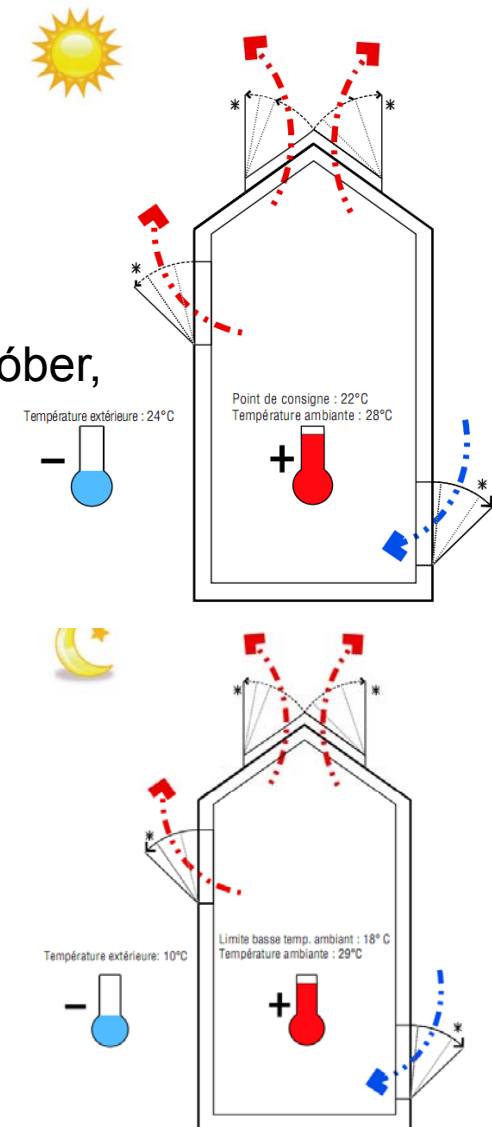 óber,
Température extérieure : 24°C
Point de consigne : 22°C
Température ambiante : 28°C
Température extérieure: 10°C
Limite basse temp. ambiant : 18° C
Température ambiante : 29°C